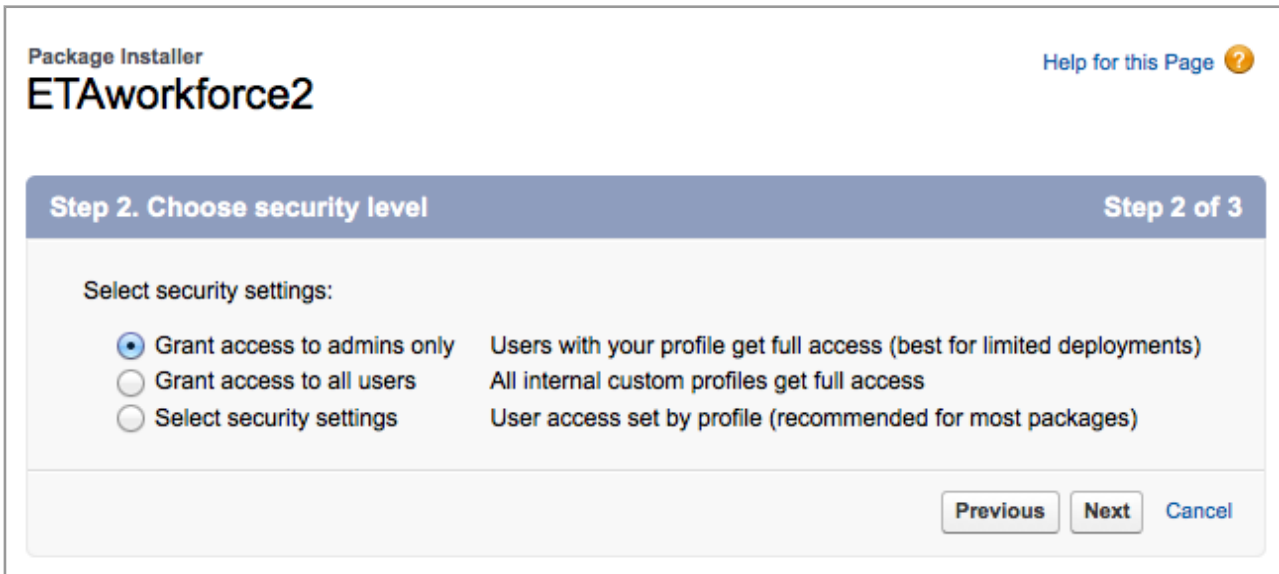 Package Installer
Help for this Page ?
ETAworkforce2
Step 2. Choose security level Step 2 of 3
Select security settings:
Grant access to admins only Users with your profile get full access (best for limited deployments)
Grant access to all users All internal custom profiles get full access
Select security settings User access set by profile (recommended for most packages)
Previous Next Cancel